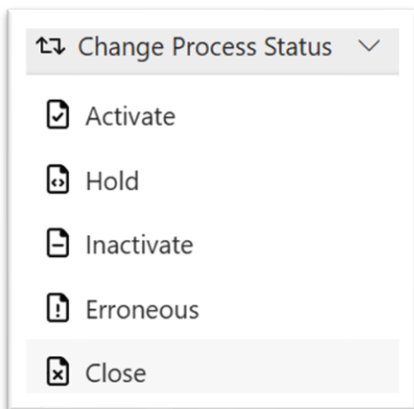 Change Process Status
Activate
Hold
Inactivate
Erroneous
Close